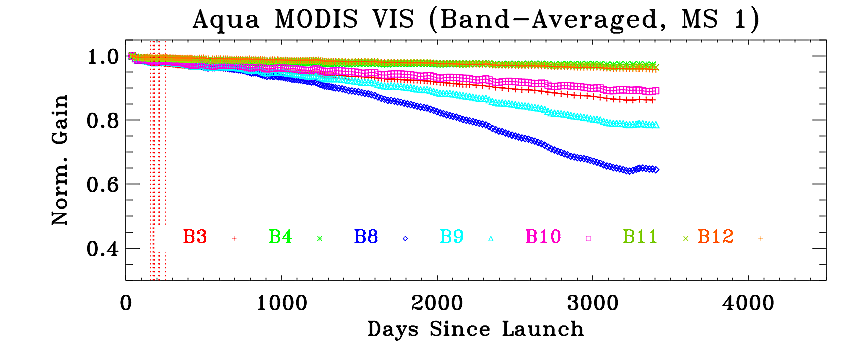 Aqua MODIS VIS (Band-Averaged, MS 1)
Norm. Gain
1.0
0.8
0.6
0.4
B3 B4 B8 B9 B10 B11 B12
0 1000 2000 3000 4000
Days Since Launch